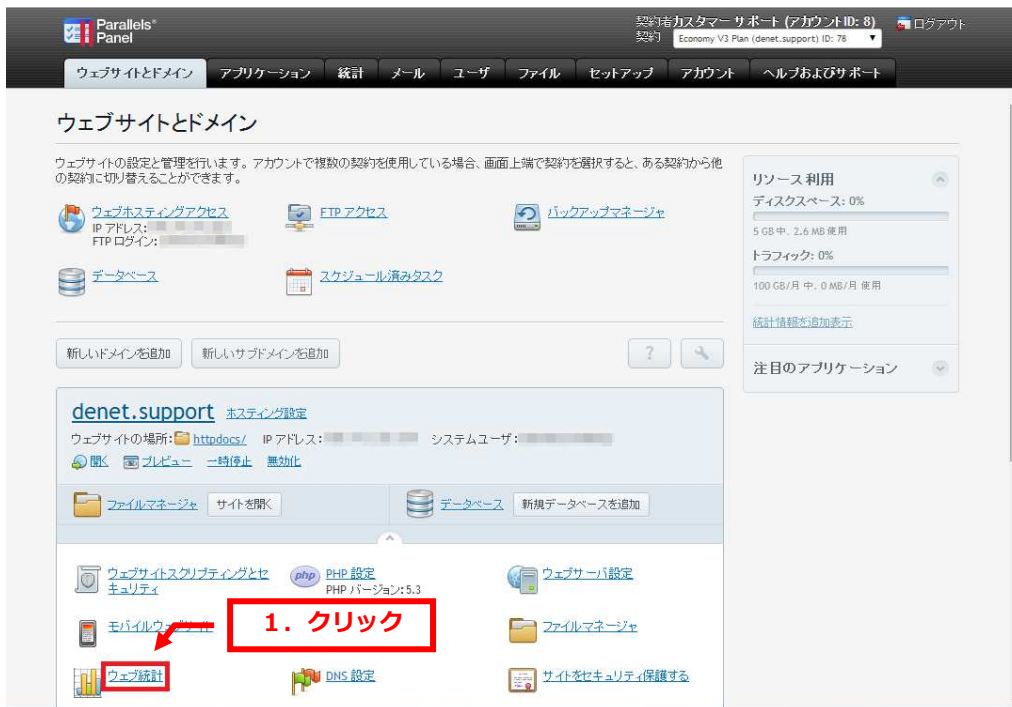 Parallels®
Panel
契約者カスタマー サポート (アカウントID: 8)
ログアウト
契約 Economy V3 Plan (denet.support) ID: 78
ウェブサイトとドメイン アプリケーション 統計 メール ユーザ ファイル セットアップ アカウント ヘルプおよびサポート
ウェブサイトとドメイン
ウェブサイトの設定と管理を行います。アカウントで複数の契約を使用している場合、画面上端で契約を選択すると、ある契約から他
の契約に切り替えることができます。
ウェブホスティングアクセス
IP アドレス:
FTP ログイン:
FTP アクセス
バックアップマネージャ
データベース
スケジュール済みタスク
リソース利用
ディスクスペース: 0%
5 GB 中、2.6 MB 使用
トラフィック: 0%
100 GB/月 中、0 MB/月 使用
統計情報を追加表示
注目のアプリケーション
新しいドメインを追加 新しいサブドメインを追加 ?
denet.support ホスティング設定
ウェブサイトの場所: httpdocs/ IP アドレス: システムユーザ:
開く プレビュー 一時停止 無効化
ファイルマネージャ サイトを開く データベース 新規データベースを追加
ウェブサイトスクリプティングとセ
キュリティ
php
PHP 設定
PHP バージョン: 5.3
ウェブサーバ設定
モバイルウェブサイト
1．クリック
ファイルマネージャ
ウェブ統計
DNS 設定
サイトをセキュリティ保護する